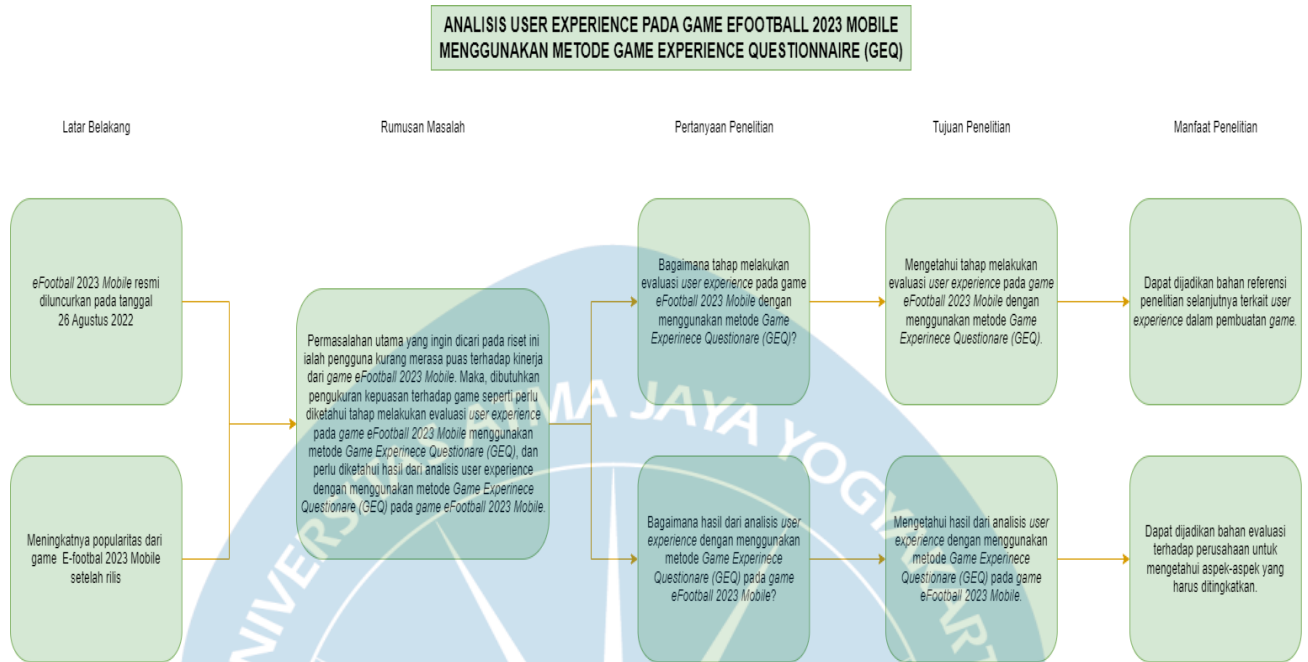 ANALISIS USER EXPERIENCE PADA GAME EFOOTBALL 2023 MOBILE
MENGGUNAKAN METODE GAME EXPERIENCE QUESTIONNAIRE (GEQ)
Latar Belakang
Rumusan Masalah
Pertanyaan Penelitian
Tujuan Penelitian
Manfaat Penelitian
eFootball 2023 Mobile resmi
diluncurkan pada tanggal
26 Agustus 2022
Meningkatnya popularitas dari
game E-footbal 2023 Mobile
setelah rilis
Permasalahan utama yang ingin dicari pada riset ini
ialah pengguna kurang merasa puas terhadap kinerja
dari game eFootball 2023 Mobile. Maka, dibutuhkan
pengukuran kepuasan terhadap game seperti perlu
diketahui tahap melakukan evaluasi user experience
pada game eFootball 2023 Mobile menggunakan
metode Game Experinece Questionare (GEQ), dan
perlu diketahui hasil dari analisis user experience
dengan menggunakan metode Game Experinece
Questionare (GEQ) pada game eFootball 2023 Mobile.
Bagaimana tahap melakukan
evaluasi user experience pada game
eFootball 2023 Mobile dengan
menggunakan metode Game
Experinece Questionare (GEQ)?
Mengetahui tahap melakukan
evaluasi user experience pada game
eFootball 2023 Mobile dengan
menggunakan metode Game
Experinece Questionare (GEQ).
Dapat dijadikan bahan referensi
penelitian selanjutnya terkait user
experience dalam pembuatan game.
Bagaimana hasil dari analisis user
experience dengan menggunakan
metode Game Experinece
Questionare (GEQ) pada game
eFootball 2023 Mobile?
Mengetahui hasil dari analisis user
experience dengan menggunakan
metode Game Experinece
Questionare (GEQ) pada game
eFootball 2023 Mobile.
Dapat dijadikan bahan evaluasi
terhadap perusahaan untuk
mengetahui aspek-aspek yang
harus ditingkatkan.
UNIVERSITAS ATMA JAYA YOGYAKART